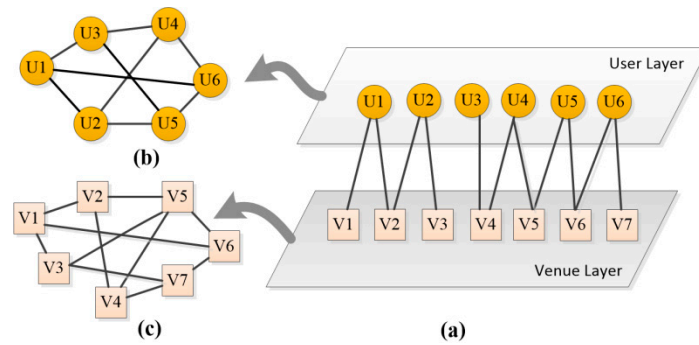 U1
U3
U4
U6
U2
U5
(b)
V1
V2
V5
V6
V3
V7
V4
(c)
User Layer
U1 U2 U3 U4 U5 U6
V1 V2 V3 V4 V5 V6 V7
Venue Layer
(a)